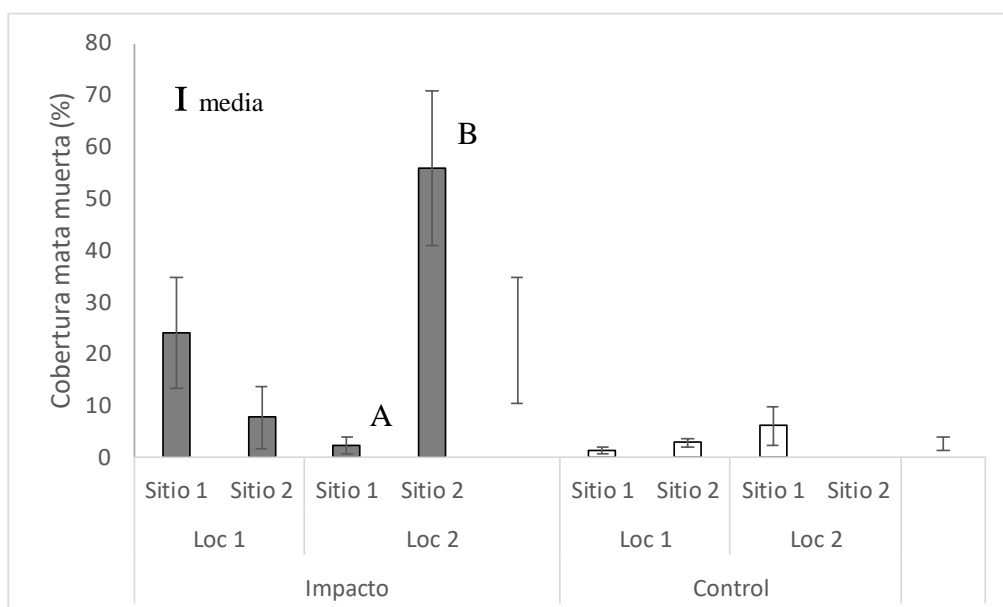 Cobertura mata muerta (%)
80
70
60
50
40
30
20
10
0
I media
A
B
Sitio 1 Sitio 2 Sitio 1 Sitio 2 Sitio 1 Sitio 2 Sitio 1 Sitio 2
Loc 1 Loc 2 Loc 1 Loc 2
Impacto Control